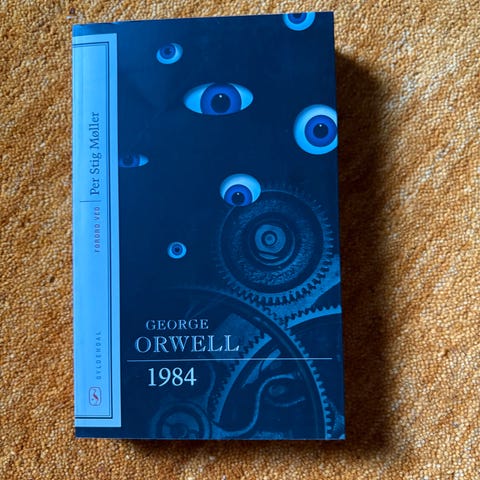 GEORGE
ORWELL
1984
FORORD VED
Per Stig Møller
GYLDENDAL